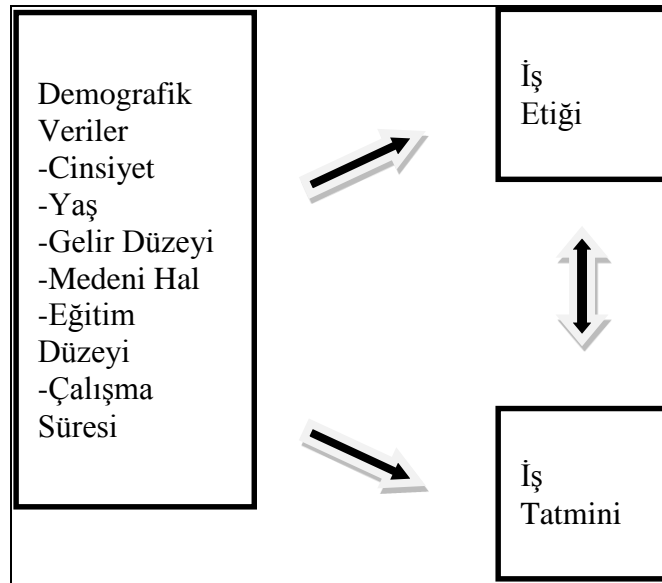 Demografik
Veriler
-Cinsiyet
-Yaş
-Gelir Düzeyi
-Medeni Hal
-Eğitim
Düzeyi
-Çalışma
Süresi
İş
Etiği
İş
Tatmini